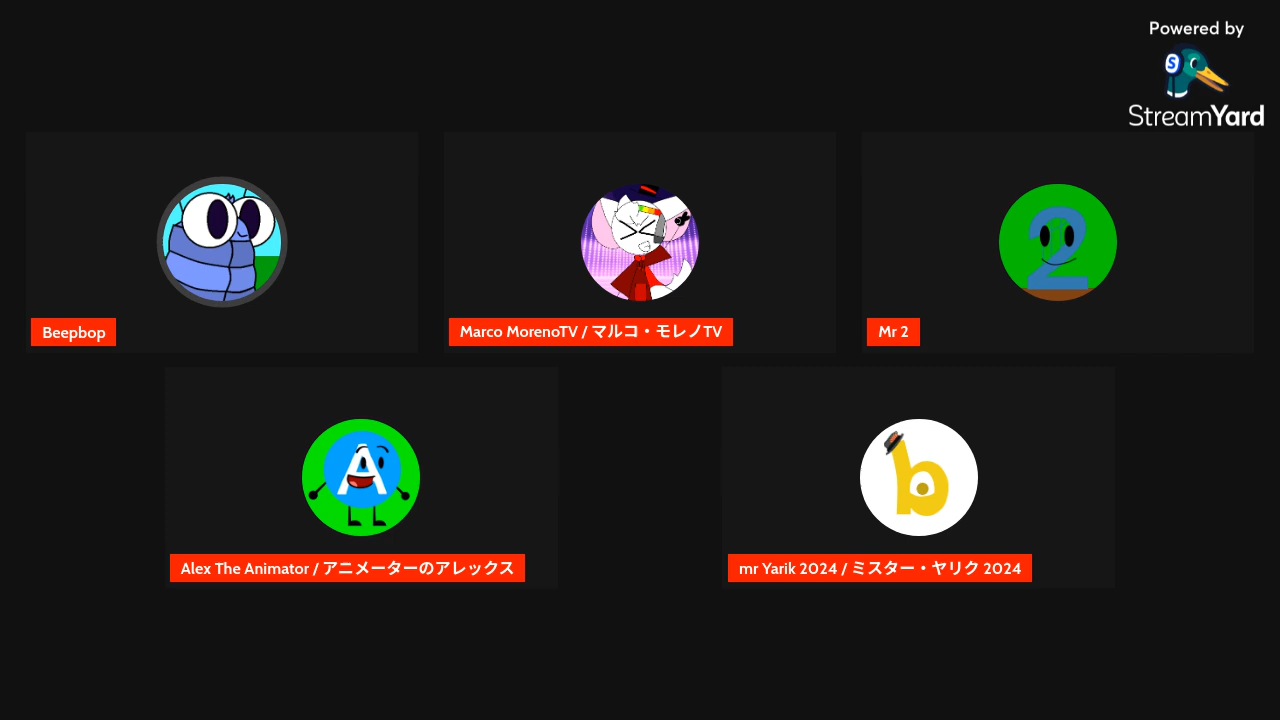 Powered by
S
StreamYard
Beepbop
Marco MorenoTV / マルコ・モレノTV
2
Mr 2
A
Alex The Animator / アニメーターのアレックス
b
mr Yarik 2024 / ミスター・ヤリク 2024